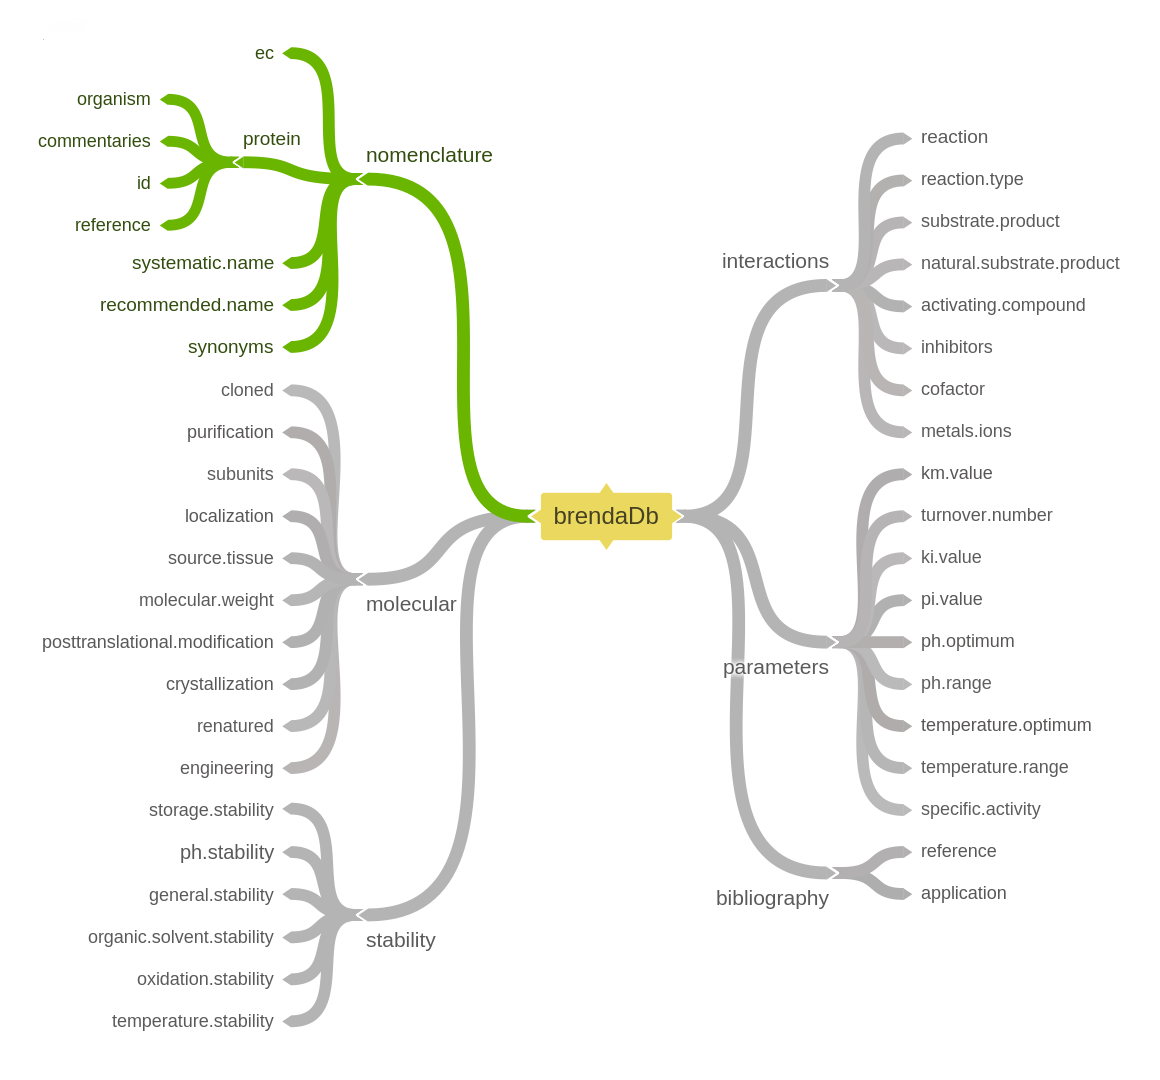 ec
organism
protein
commentaries
nomenclature
id
reference
systematic.name
recommended.name
synonyms
cloned
purification
subunits
localization
source.tissue
molecular.weight
molecular
posttranslational.modification
crystallization
renatured
engineering
storage.stability
ph.stability
general.stability
organic.solvent.stability
stability
oxidation.stability
temperature.stability
brendaDb
reaction
reaction.type
substrate.product
interactions
natural.substrate.product
activating.compound
inhibitors
cofactor
metals.ions
km.value
turnover.number
ki.value
pi.value
ph.optimum
parameters
ph.range
temperature.optimum
temperature.range
specific.activity
reference
bibliography
application